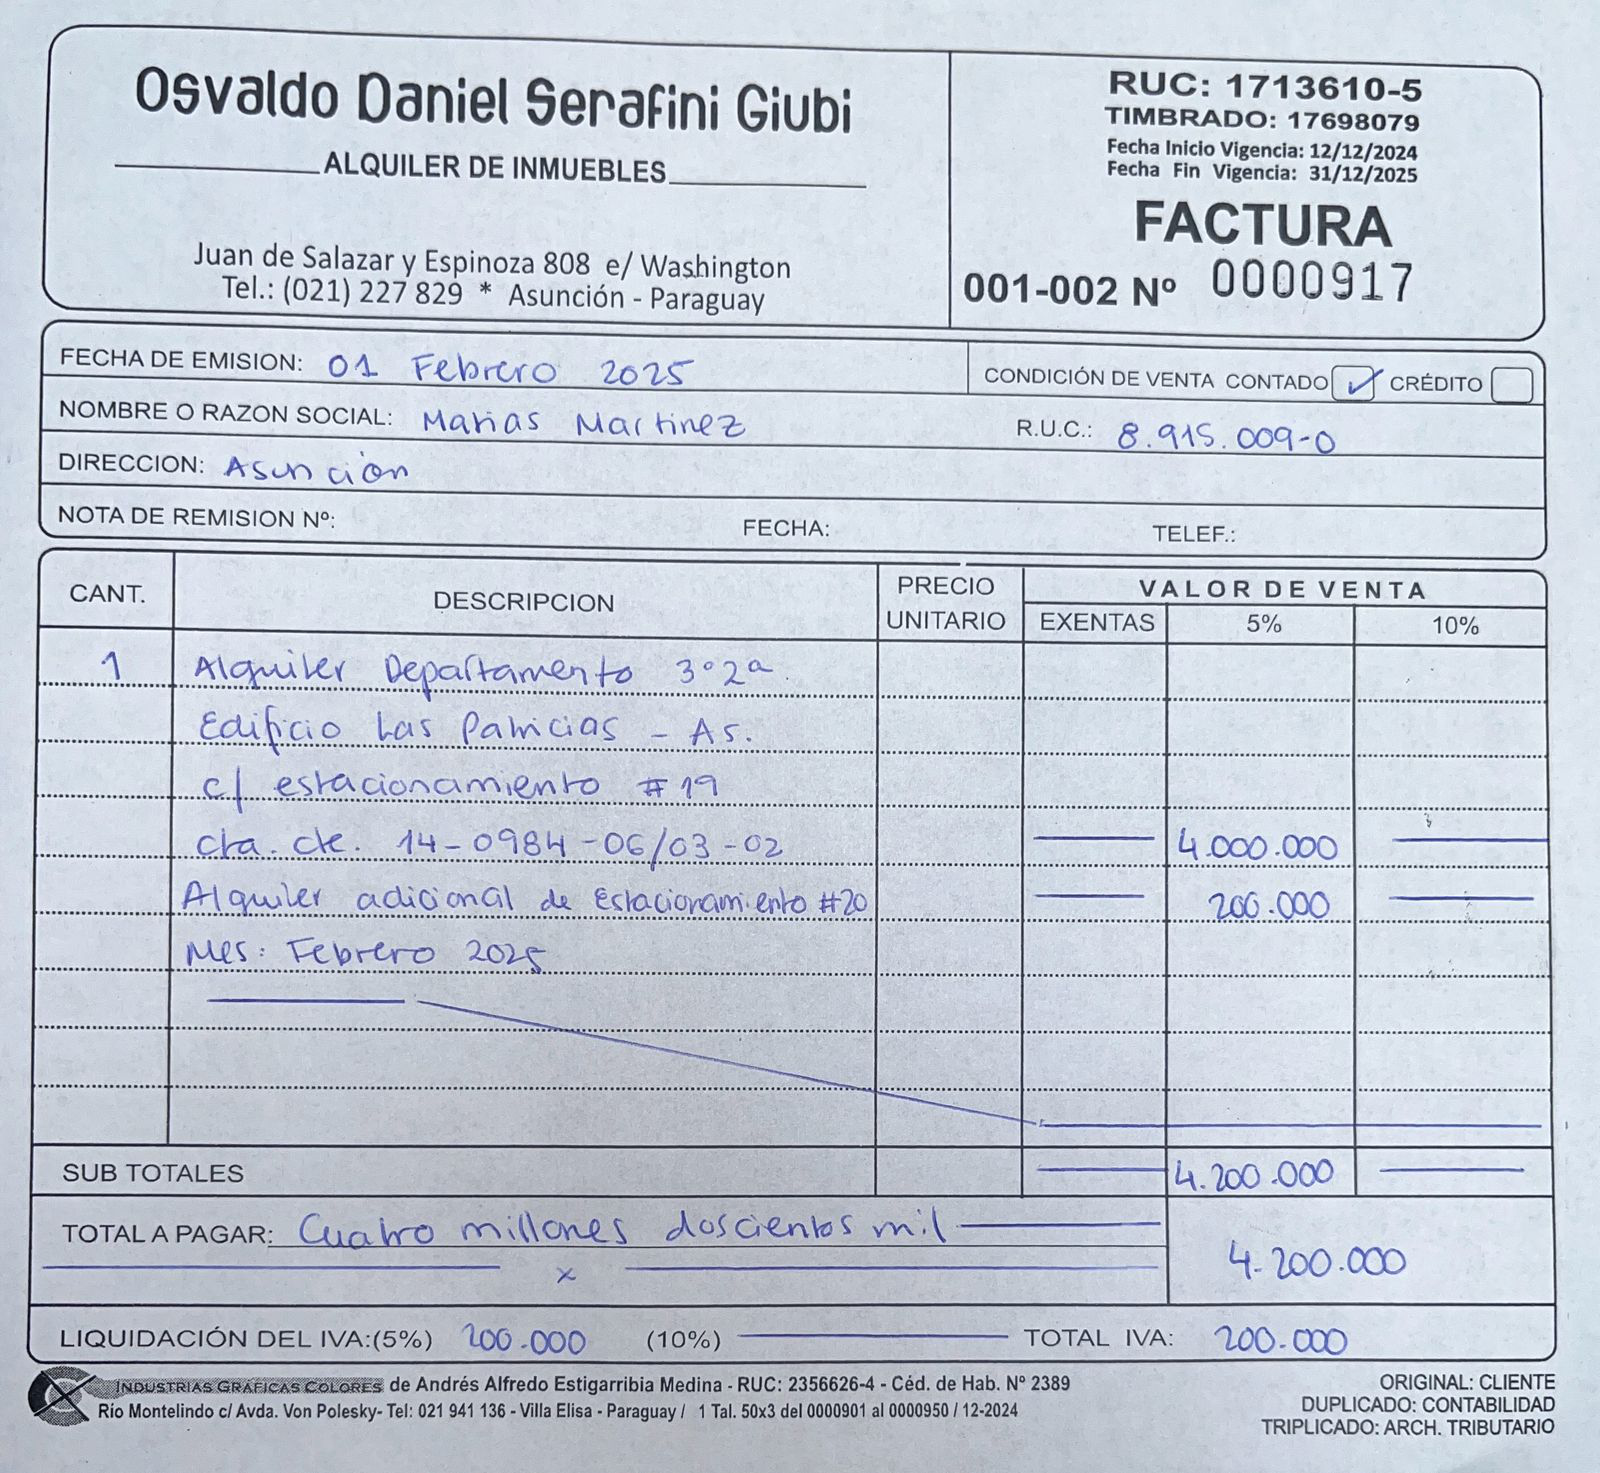 Osvaldo Daniel Serafini Giubi
ALQUILER DE INMUEBLES
Juan de Salazar y Espinoza 808 e/ Washington
Tel.: (021) 227 829 * Asunción - Paraguay
RUC: 1713610-5
TIMBRADO: 17698079
Fecha Inicio Vigencia: 12/12/2024
Fecha Fin Vigencia: 31/12/2025
FACTURA
001-002 Nº 0000917
FECHA DE EMISION: 01 Febrero 2025
CONDICIÓN DE VENTA CONTADO ✓ CRÉDITO
NOMBRE O RAZON SOCIAL: Matias Martinez R.U.C.: 8.915.009-0
DIRECCION: Asunción
NOTA DE REMISION Nº: FECHA: TELEF.:
CANT. DESCRIPCION PRECIO UNITARIO VALOR DE VENTA
EXENTAS 5% 10%
1 Alquiler Departamento 3º2ª
Edificio Las Patricias - As.
c/ estacionamiento #19
cta. cte. 14-0984-06/03-02 4.000.000
Alquiler adicional de Estacionamiento #20 200.000
Mes: Febrero 2025
SUB TOTALES 4.200.000
TOTAL A PAGAR: Cuatro millones doscientos mil
x 4.200.000
LIQUIDACIÓN DEL IVA:(5%) 200.000 (10%) TOTAL IVA: 200.000
INDUSTRIAS GRÁFICAS COLORES de Andrés Alfredo Estigarribia Medina - RUC: 2356626-4 - Céd. de Hab. Nº 2389
Río Montelindo c/ Avda. Von Polesky- Tel: 021 941 136 - Villa Elisa - Paraguay / 1 Tal. 50x3 del 0000901 al 0000950 / 12-2024
ORIGINAL: CLIENTE
DUPLICADO: CONTABILIDAD
TRIPLICADO: ARCH. TRIBUTARIO